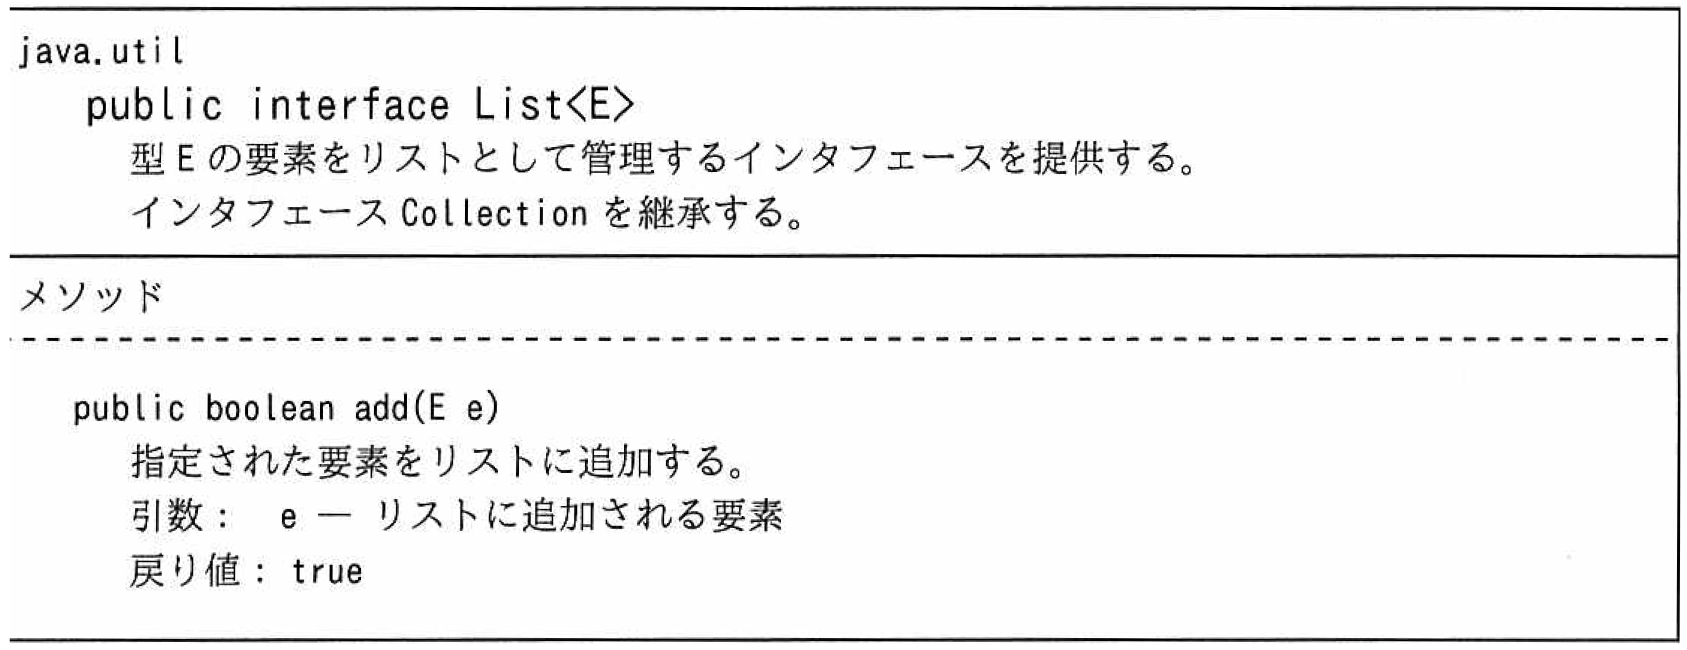 java.util
public interface List<E>
型 E の要素をリストとして管理するインタフェースを提供する。
インタフェース Collection を継承する。
メソッド
public boolean add(E e)
指定された要素をリストに追加する。
引数： e － リストに追加される要素
戻り値： true